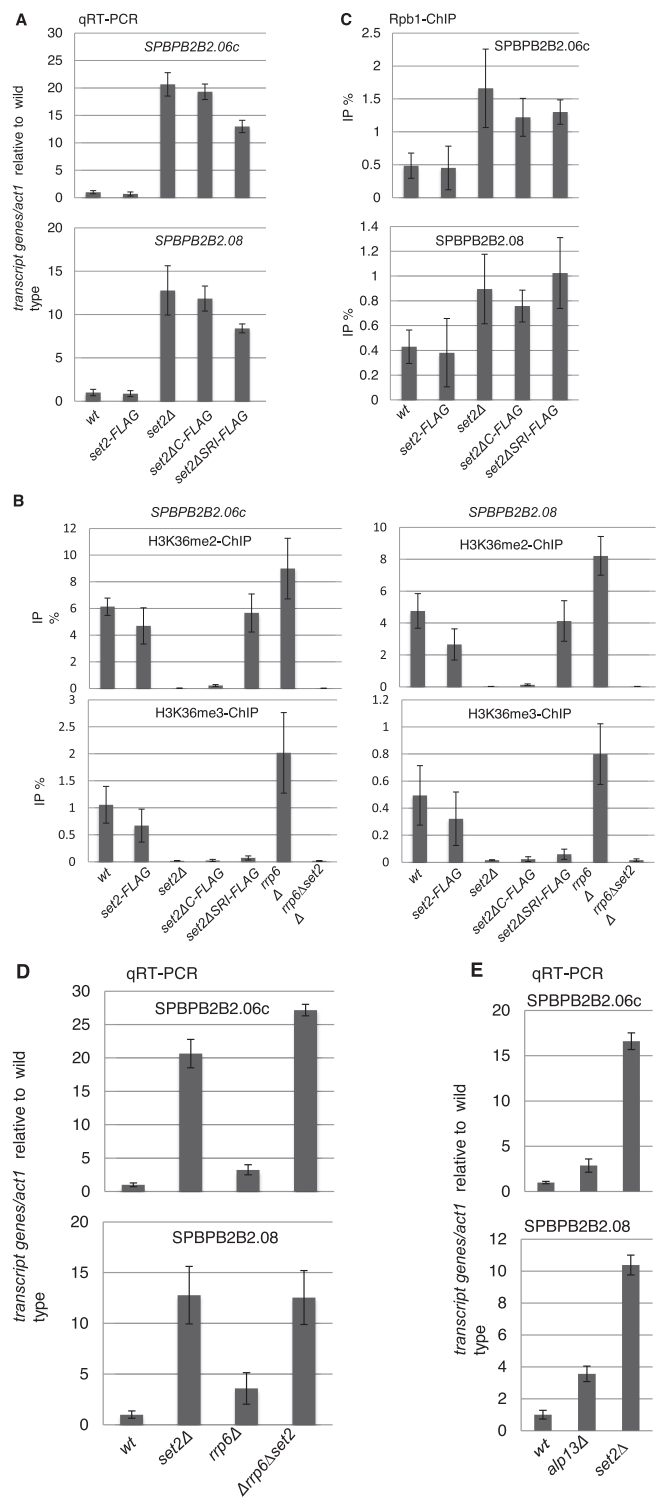 A
qRT-PCR
SPBPB2B2.06c
30
25
20
15
10
5
0
SPBPB2B2.08
20
15
10
5
0
transcript genes/act1 relative to wild
type
wt
set2-FLAG
set2Δ
set2ΔC-FLAG
set2ΔSRI-FLAG
C
Rpb1-ChIP
SPBPB2B2.06c
2.5
2
1.5
1
0.5
0
IP %
SPBPB2B2.08
1.4
1.2
1
0.8
0.6
0.4
0.2
0
IP %
wt
set2-FLAG
set2Δ
set2ΔC-FLAG
set2ΔSRI-FLAG
B
SPBPB2B2.06c
H3K36me2-ChIP
12
10
8
6
4
2
0
IP
%
H3K36me3-ChIP
3
2.5
2
1.5
1
0.5
0
IP %
wt
set2-FLAG
set2Δ
set2ΔC-FLAG
set2ΔSRI-FLAG
rrp6
Δ
rrp6Δset2
Δ
SPBPB2B2.08
H3K36me2-ChIP
10
8
6
4
2
0
H3K36me3-ChIP
1
0.8
0.6
0.4
0.2
0
wt
set2-FLAG
set2Δ
set2ΔC-FLAG
set2ΔSRI-FLAG
rrp6
Δ
rrp6Δset2
Δ
D
qRT-PCR
SPBPB2B2.06c
30
25
20
15
10
5
0
SPBPB2B2.08
20
15
10
5
0
transcript genes/act1 relative to wild
type
wt
set2Δ
rrp6Δ
Δrrp6Δset2
E
qRT-PCR
SPBPB2B2.06c
20
15
10
5
0
SPBPB2B2.08
12
10
8
6
4
2
0
transcript genes/act1 relative to wild
type
wt
alp13Δ
set2Δ